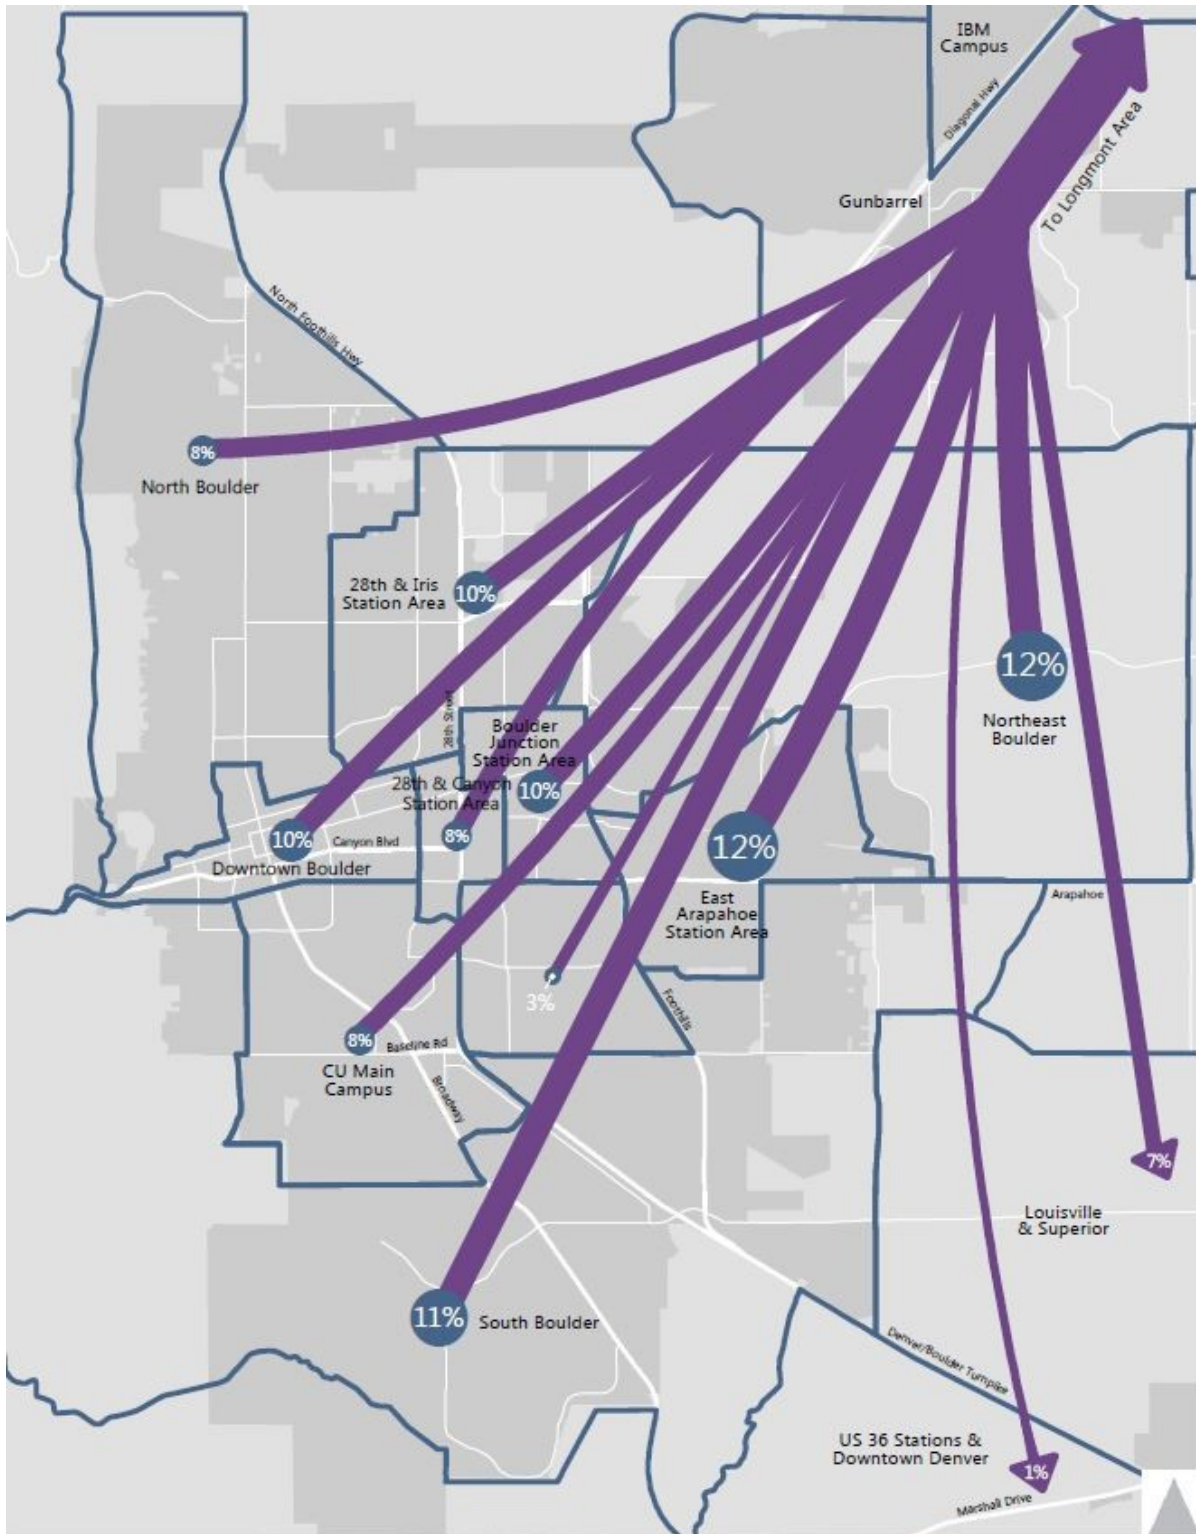 IBM
Campus
Diagonal Hwy
To Longmont Area
Gunbarrel
North Foothills Hwy
8%
North Boulder
28th & Iris
Station Area
10%
12%
Northeast
Boulder
28th Street
Boulder
Junction
Station Area
28th & Canyon
Station Area
10%
8%
10%
Canyon Blvd
Downtown Boulder
12%
East
Arapahoe
Station Area
Arapahoe
3%
Foothills
8%
Baseline Rd
CU Main
Campus
Broadway
7%
Louisville
& Superior
11%
South Boulder
Denver/Boulder Turnpike
US 36 Stations &
Downtown Denver
1%
Marshall Drive